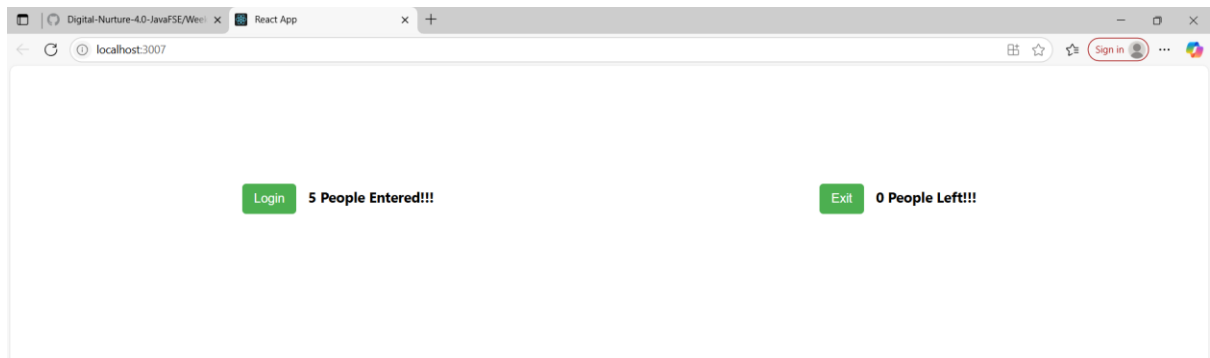 Digital-Nurture-4.0-JavaFSE/Wee
React App
localhost:3007
Sign in
Login 5 People Entered!!! Exit 0 People Left!!!